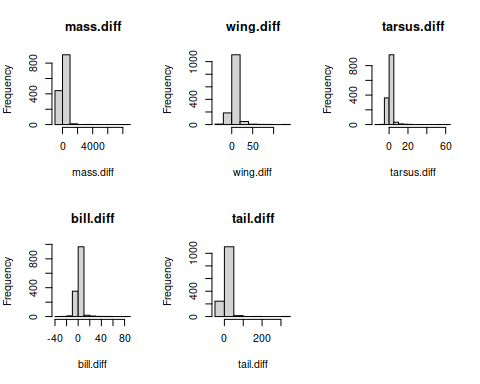 mass.diff
Frequency
0 400 800
0 4000
mass.diff
wing.diff
Frequency
0 400 1000
0 50
wing.diff
tarsus.diff
Frequency
0 400 800
0 20 60
tarsus.diff
bill.diff
Frequency
0 400 800
-40 0 40 80
bill.diff
tail.diff
Frequency
0 400 1000
0 200
tail.diff